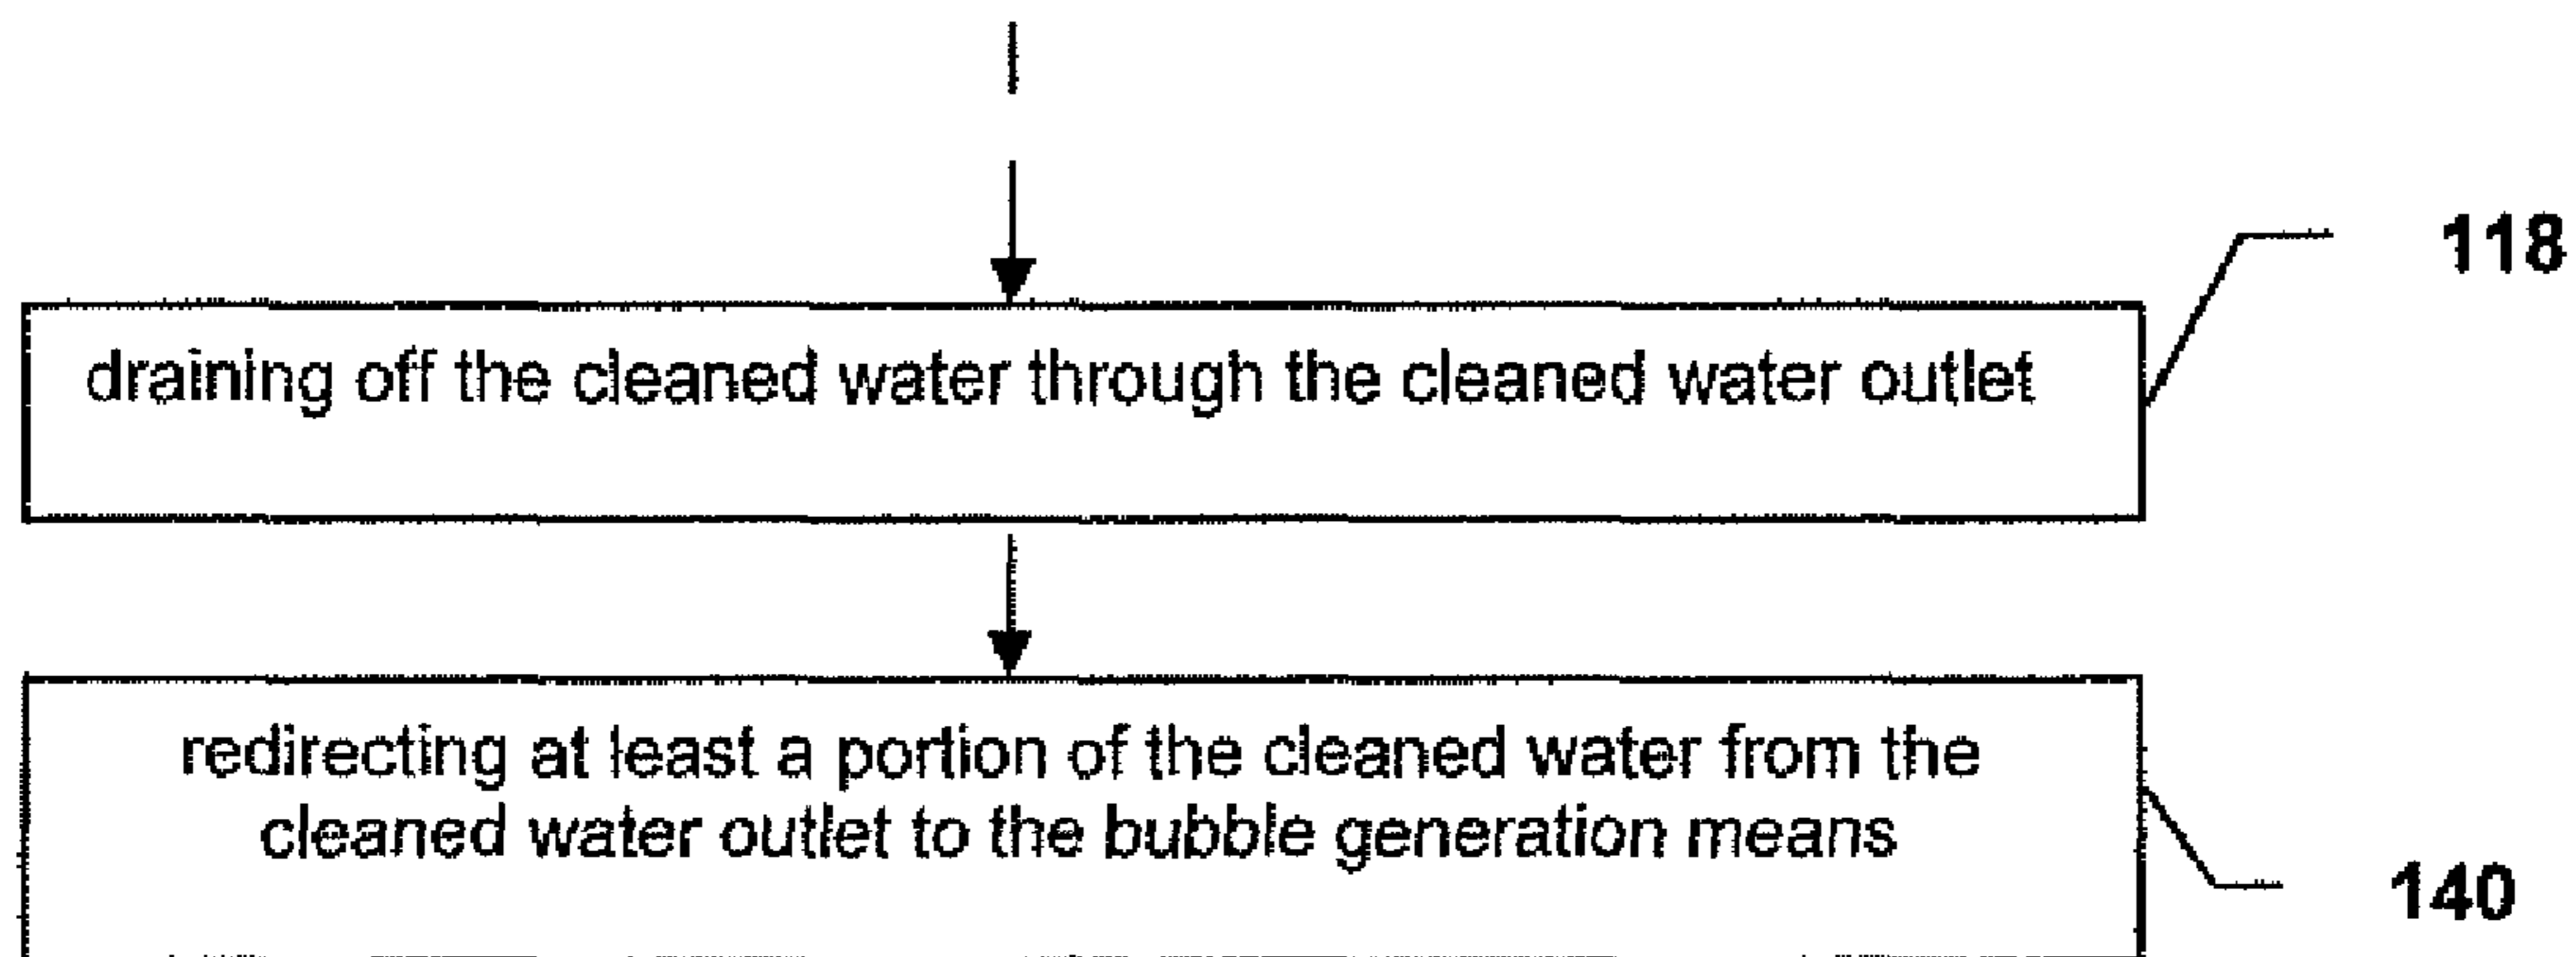 118
draining off the cleaned water through the cleaned water outlet
redirecting at least a portion of the cleaned water from the
cleaned water outlet to the bubble generation means
140